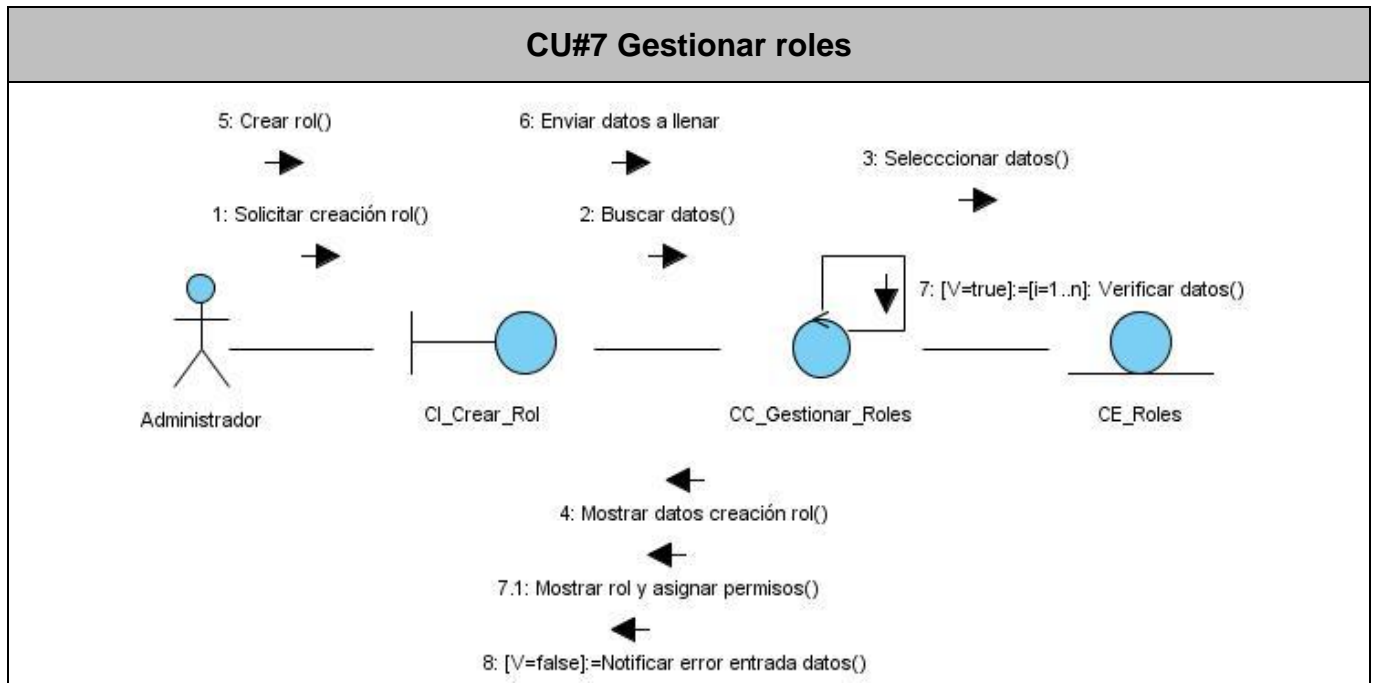 CU#7 Gestionar roles
5: Crear rol()
6: Enviar datos a llenar
3: Selecccionar datos()
1: Solicitar creación rol()
2: Buscar datos()
7: [V=true]:=[i=1..n]: Verificar datos()
Administrador
CI_Crear_Rol
CC_Gestionar_Roles
CE_Roles
4: Mostrar datos creación rol()
7.1: Mostrar rol y asignar permisos()
8: [V=false]:=Notificar error entrada datos()